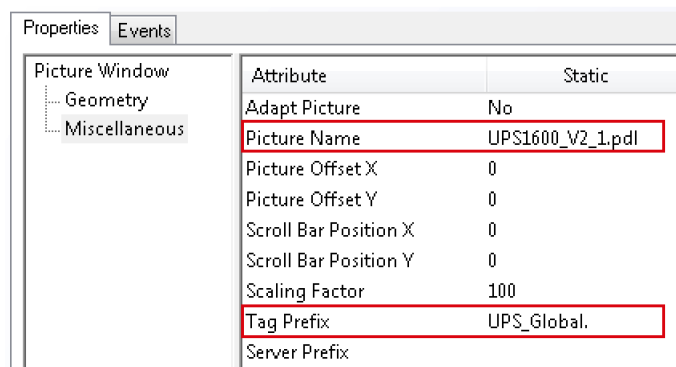 Properties Events
Picture Window
Geometry
Miscellaneous
Attribute Static
Adapt Picture No
Picture Name UPS1600_V2_1.pdl
Picture Offset X 0
Picture Offset Y 0
Scroll Bar Position X 0
Scroll Bar Position Y 0
Scaling Factor 100
Tag Prefix UPS_Global.
Server Prefix